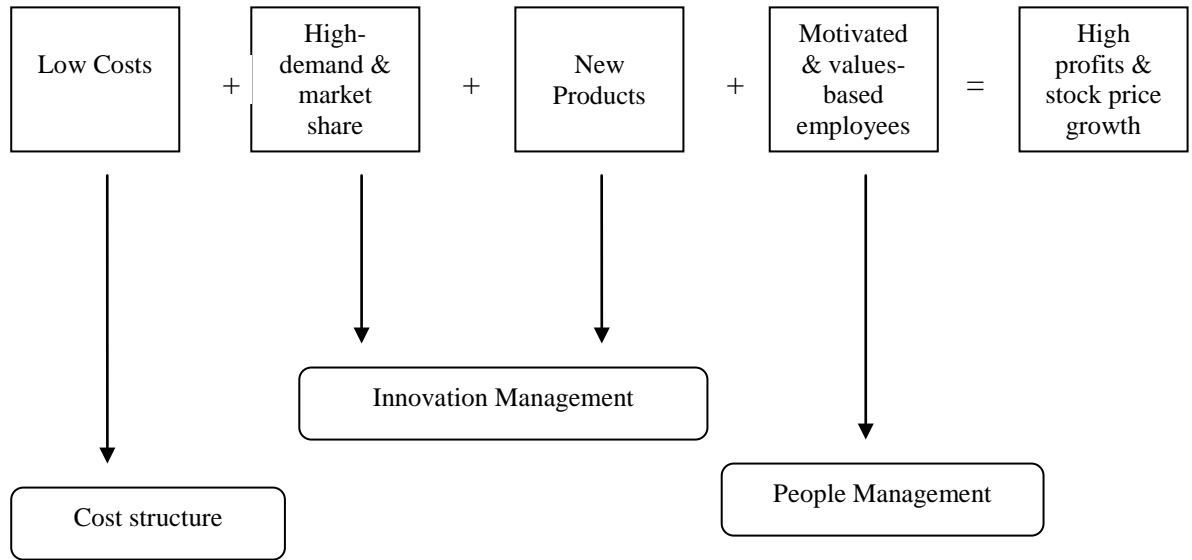 Low Costs
+
High-
demand &
market
share
+
New
Products
+
Motivated
& values-
based
employees
=
High
profits &
stock price
growth
Innovation Management
People Management
Cost structure